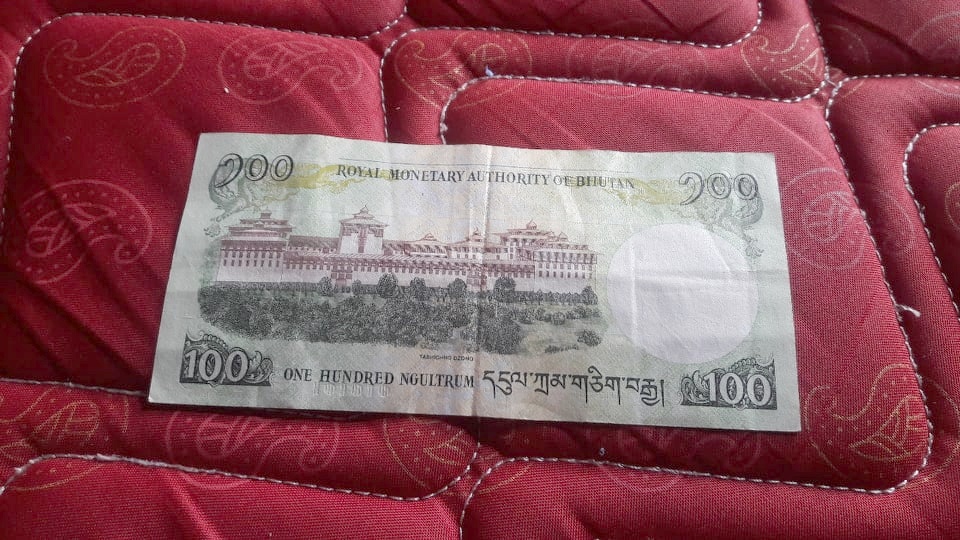 ༡༠༠ ROYAL MONETARY AUTHORITY OF BHUTAN ༡༠༠
TASHICHHO DZONG
100 ONE HUNDRED NGULTRUM དངུལ་ཀྲམ་གཅིག་བརྒྱ། 100